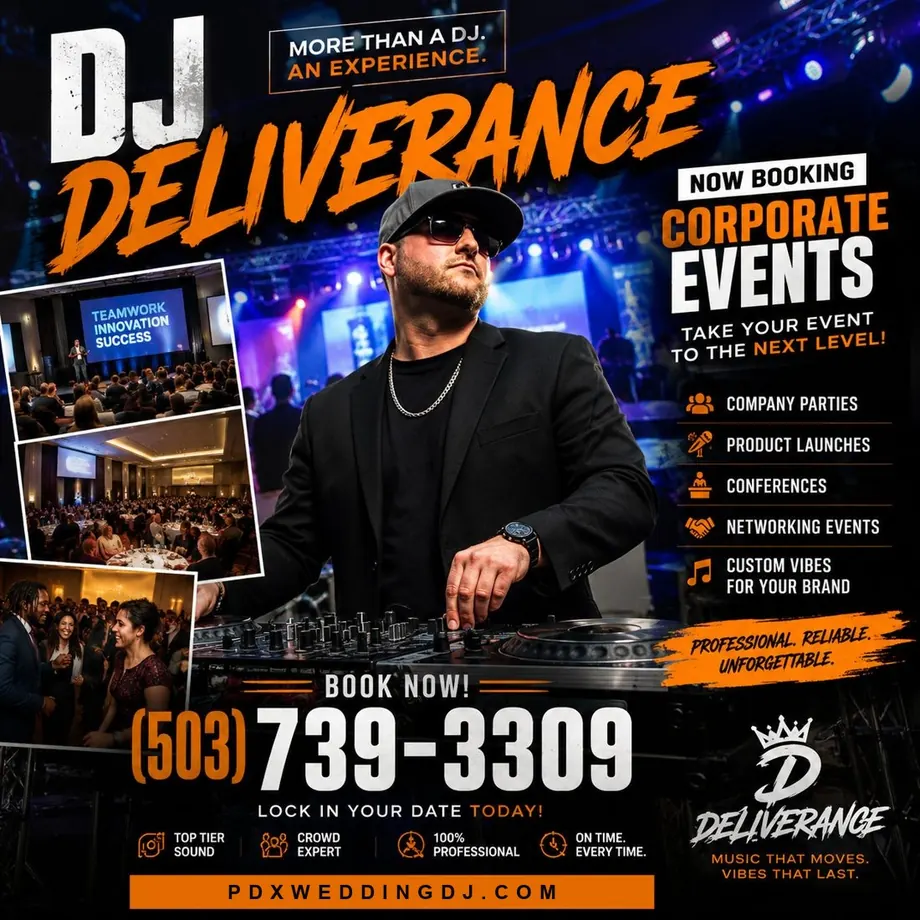 DJ
MORE THAN A DJ.
AN EXPERIENCE.
DELIVERANCE
NOW BOOKING
CORPORATE
EVENTS
TAKE YOUR EVENT
TO THE NEXT LEVEL!
TEAMWORK
INNOVATION
SUCCESS
COMPANY PARTIES
PRODUCT LAUNCHES
CONFERENCES
NETWORKING EVENTS
CUSTOM VIBES
FOR YOUR BRAND
PROFESSIONAL. RELIABLE.
UNFORGETTABLE.
BOOK NOW!
(503) 739-3309
LOCK IN YOUR DATE TODAY!
TOP TIER
SOUND
CROWD
EXPERT
100%
PROFESSIONAL
ON TIME.
EVERY TIME.
D
DELIVERANCE
MUSIC THAT MOVES.
VIBES THAT LAST.
PDXWEDDINGDJ.COM